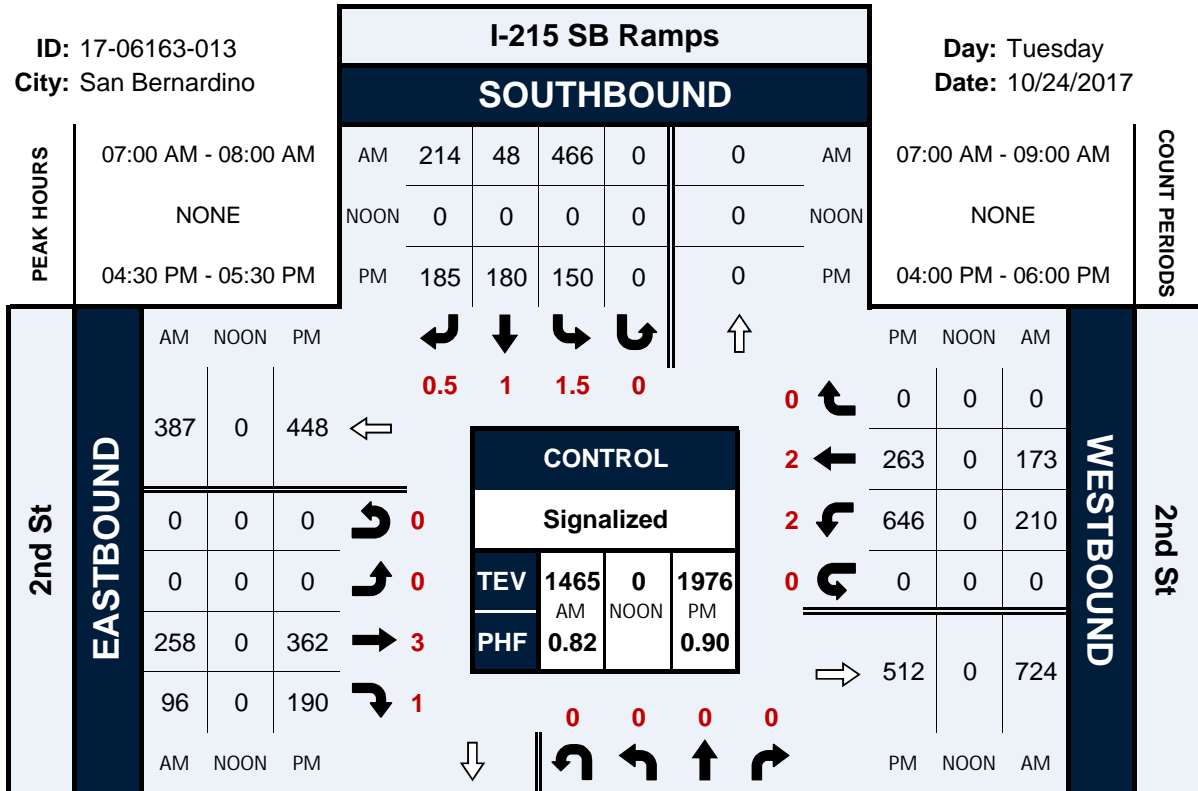 I-215 SB Ramps
ID: 17-06163-013
Day: Tuesday
City: San Bernardino
Date: 10/24/2017
SOUTHBOUND
PEAK HOURS
07:00 AM - 08:00 AM
NONE
04:30 PM - 05:30 PM
AM 214 48 466 0 0 AM
NOON 0 0 0 0 0 NOON
PM 185 180 150 0 0 PM
07:00 AM - 09:00 AM
NONE
04:00 PM - 06:00 PM
COUNT PERIODS
0.5 1 1.5 0
2nd St
EASTBOUND
AM NOON PM
387 0 448
0 0 0 0
0 0 0 0
258 0 362 3
96 0 190 1
AM NOON PM
CONTROL
Signalized
TEV 1465 0 1976
AM NOON PM
PHF 0.82 0.90
PM NOON AM
0 0 0 0
2 263 0 173
2 646 0 210
0 0 0 0
512 0 724
PM NOON AM
WESTBOUND
2nd St
0 0 0 0